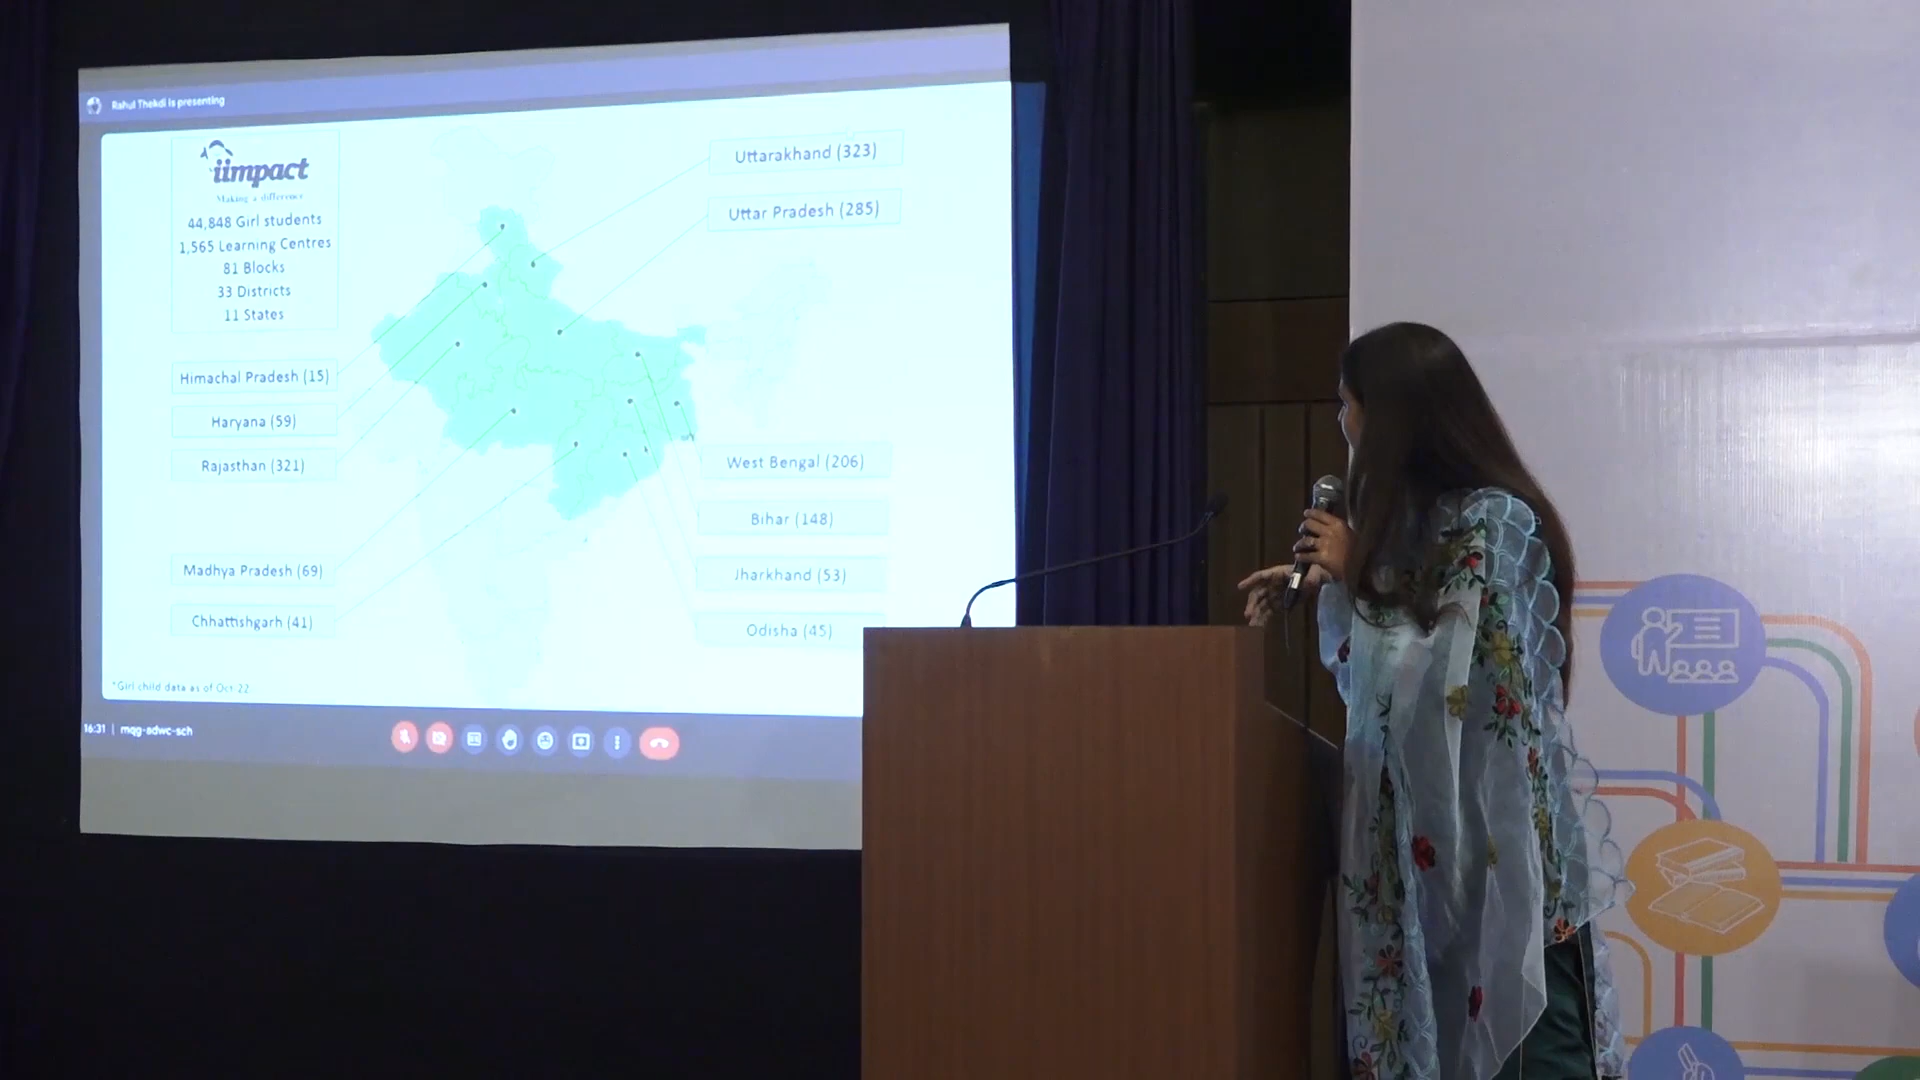 Rahul Thekdi is presenting
iimpact
Making a difference
44,848 Girl students
1,565 Learning Centres
81 Blocks
33 Districts
11 States
Uttarakhand (323)
Uttar Pradesh (285)
Himachal Pradesh (15)
Haryana (59)
Rajasthan (321)
Madhya Pradesh (69)
Chhattishgarh (41)
West Bengal (206)
Bihar (148)
Jharkhand (53)
Odisha (45)
*Girl child data as of Oct 22
16:31 | mqg-adwc-sch